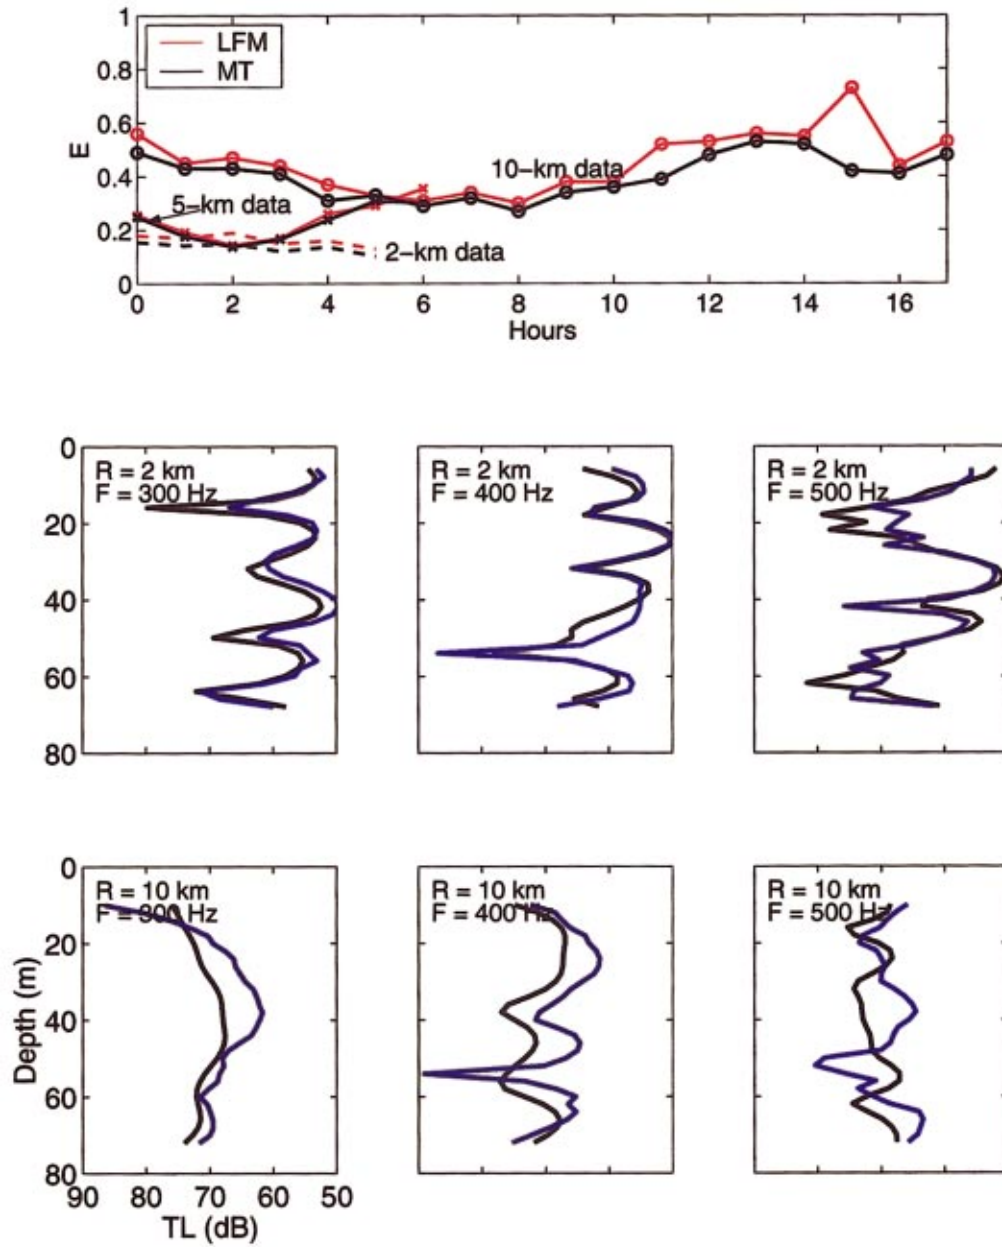 1
LFM
MT
0.8
0.6
E
0.4
10-km data
5-km data
0.2
2-km data
0
0 2 4 6 8 10 12 14 16
Hours
0
R = 2 km
F = 300 Hz
R = 2 km
F = 400 Hz
R = 2 km
F = 500 Hz
20
40
60
80
0
R = 10 km
F = 300 Hz
R = 10 km
F = 400 Hz
R = 10 km
F = 500 Hz
20
40
Depth (m)
60
80
90 80 70 60 50
TL (dB)